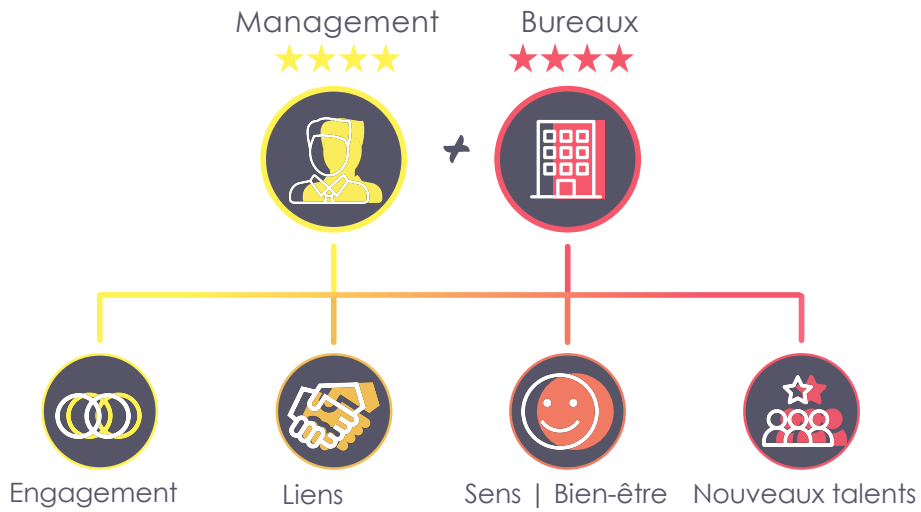 Management
Bureaux
Engagement
Liens
Sens | Bien-être
Nouveaux talents